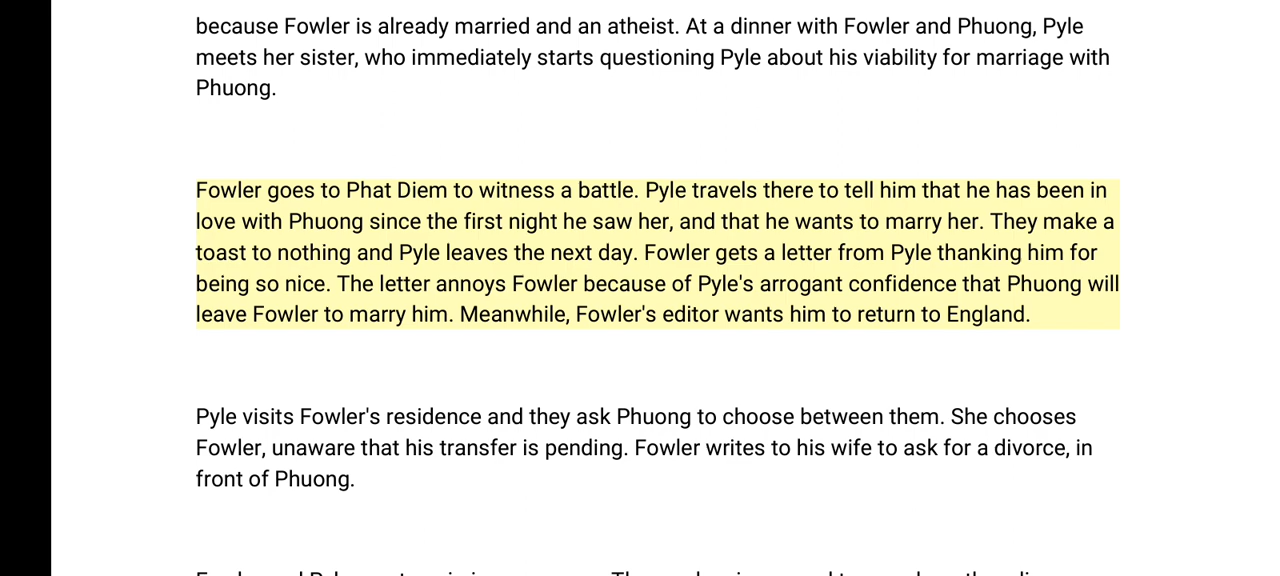 because Fowler is already married and an atheist. At a dinner with Fowler and Phuong, Pyle
meets her sister, who immediately starts questioning Pyle about his viability for marriage with
Phuong.
Fowler goes to Phat Diem to witness a battle. Pyle travels there to tell him that he has been in
love with Phuong since the first night he saw her, and that he wants to marry her. They make a
toast to nothing and Pyle leaves the next day. Fowler gets a letter from Pyle thanking him for
being so nice. The letter annoys Fowler because of Pyle's arrogant confidence that Phuong will
leave Fowler to marry him. Meanwhile, Fowler's editor wants him to return to England.
Pyle visits Fowler's residence and they ask Phuong to choose between them. She chooses
Fowler, unaware that his transfer is pending. Fowler writes to his wife to ask for a divorce, in
front of Phuong.